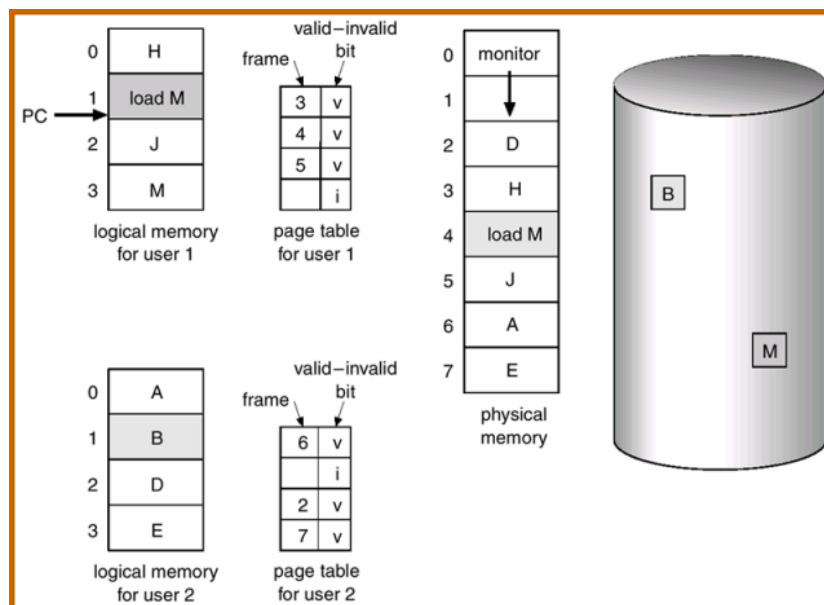 0 H
1 load M
PC
2 J
3 M
logical memory
for user 1
valid–invalid
frame bit
3 v
4 v
5 v
i
page table
for user 1
0 monitor
1
2 D
3 H
4 load M
5 J
6 A
7 E
physical
memory
B
M
0 A
1 B
2 D
3 E
logical memory
for user 2
valid–invalid
frame bit
6 v
i
2 v
7 v
page table
for user 2